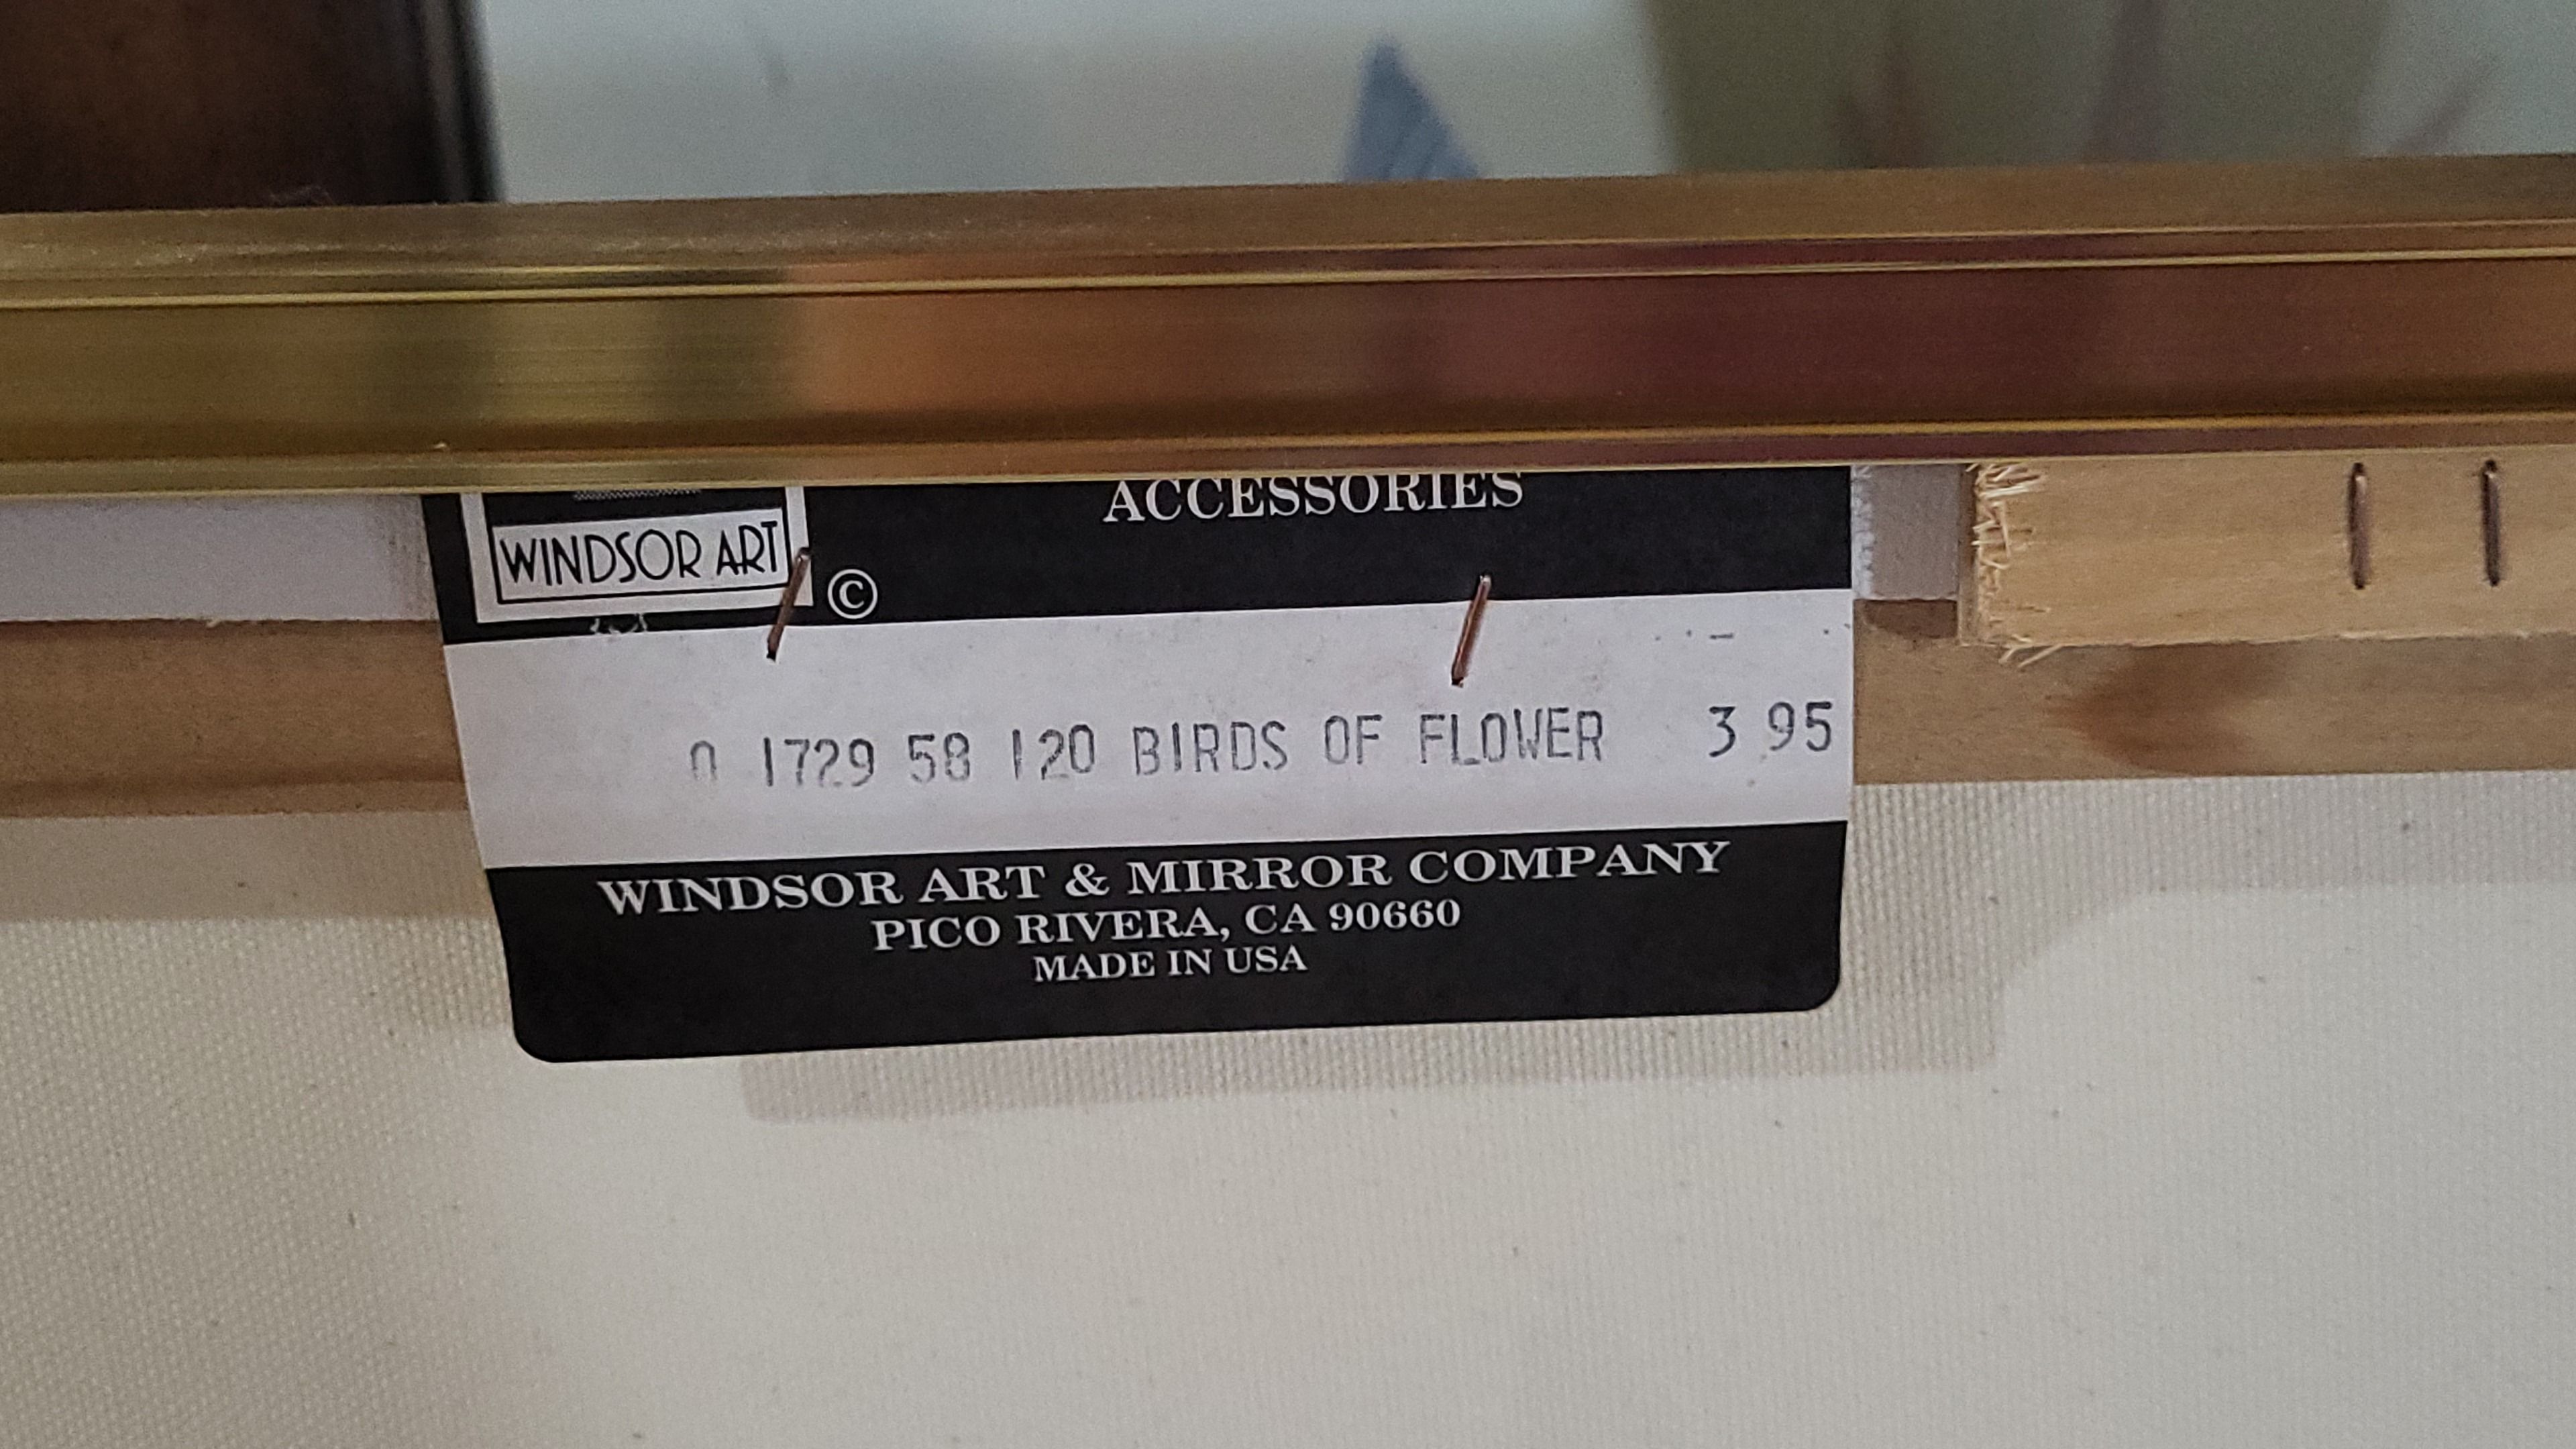 ACCESSORIES
WINDSOR ART
©
0 1729 58 120 BIRDS OF FLOWER 3 95
WINDSOR ART & MIRROR COMPANY
PICO RIVERA, CA 90660
MADE IN USA